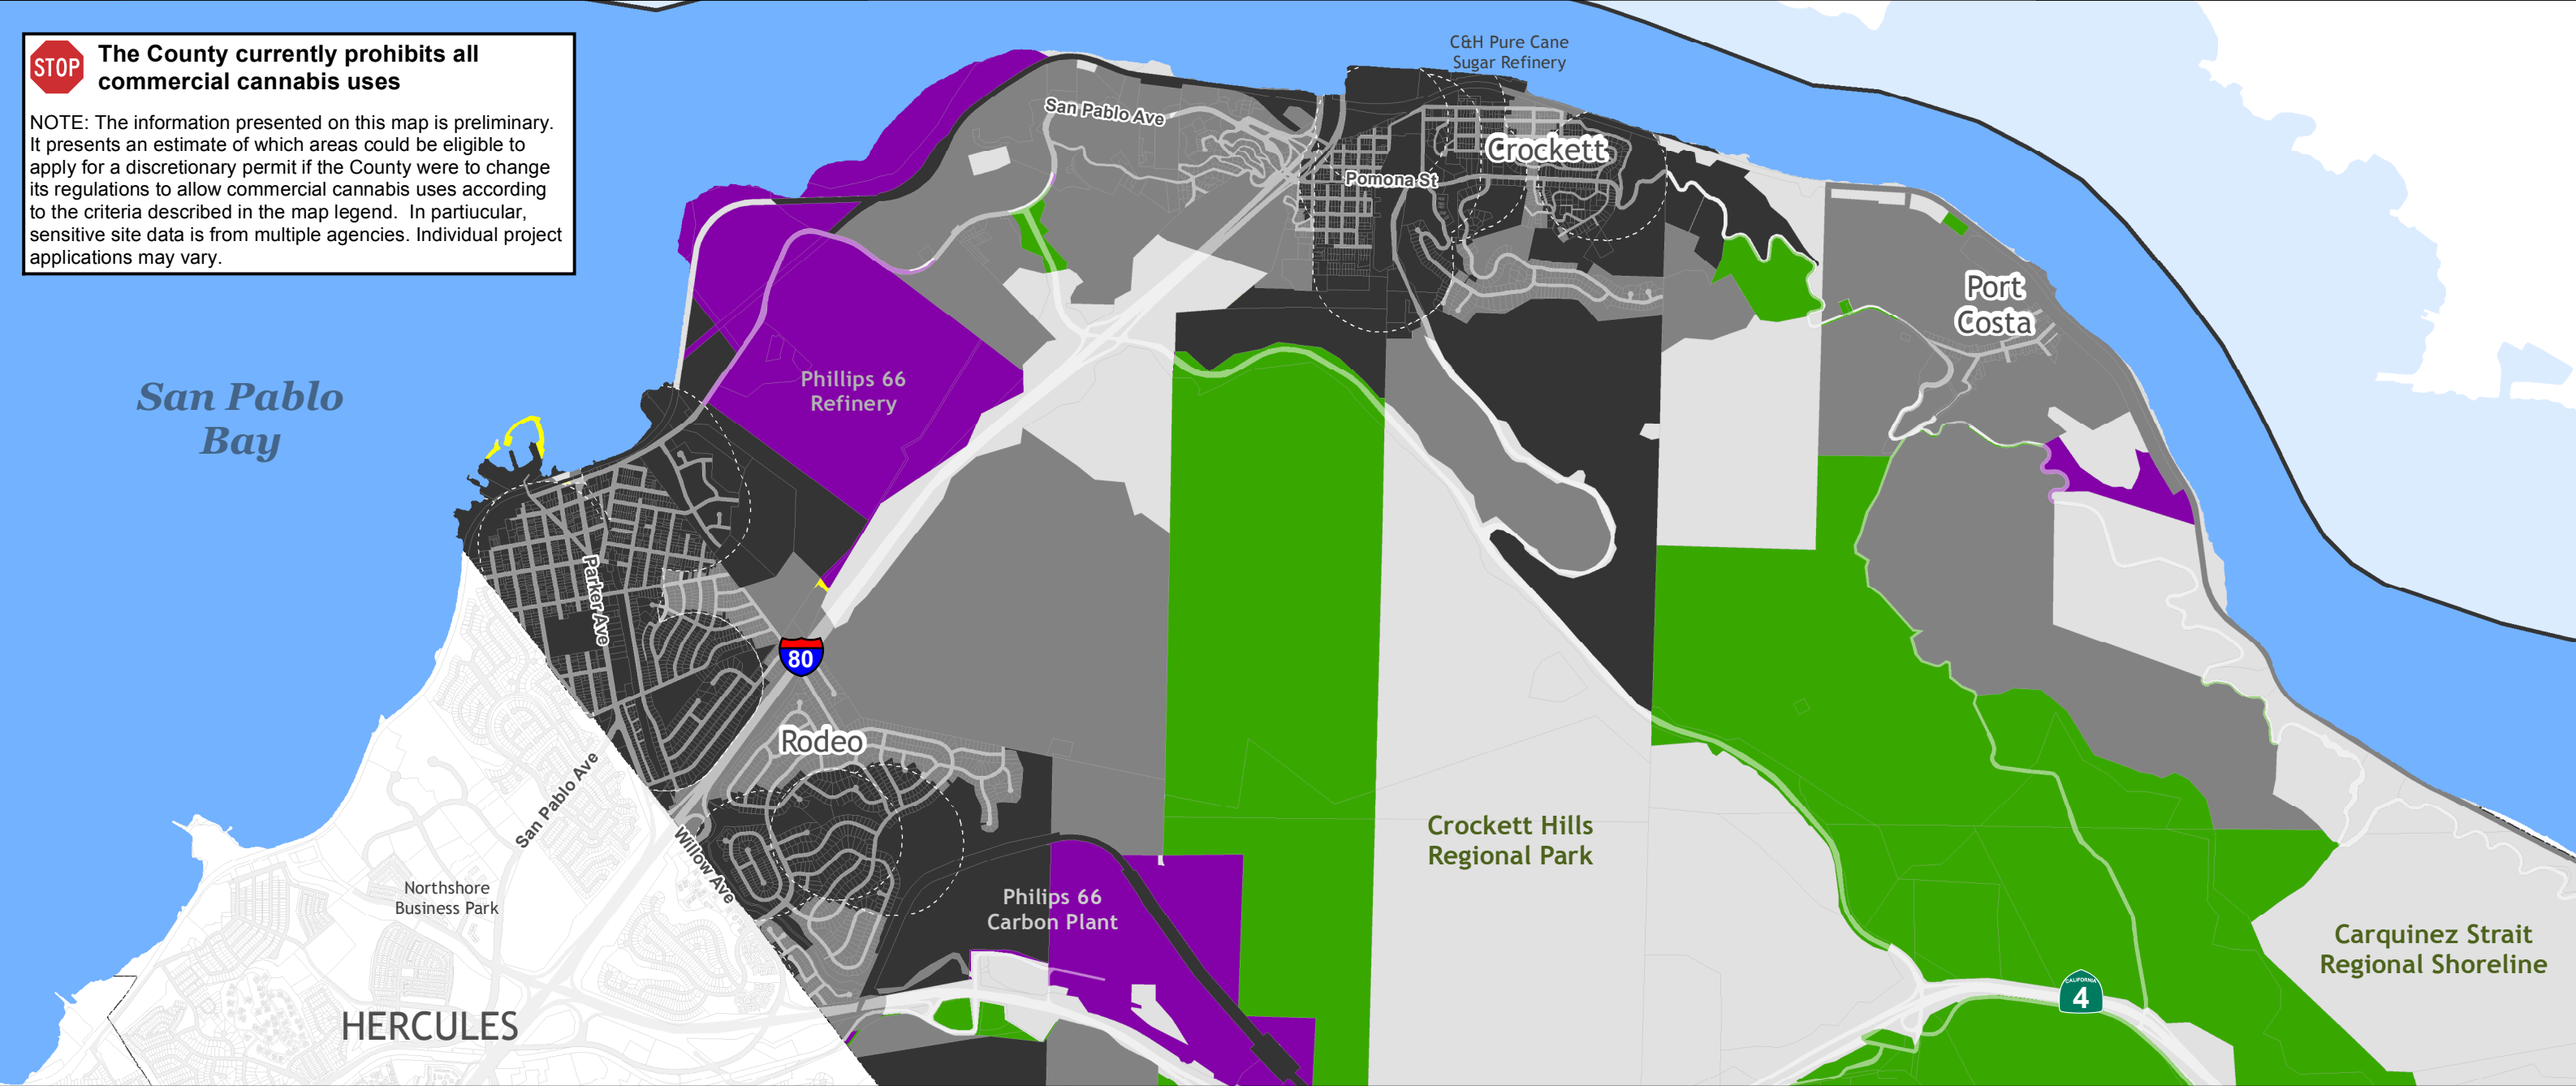 STOP
The County currently prohibits all
commercial cannabis uses
NOTE: The information presented on this map is preliminary.
It presents an estimate of which areas could be eligible to
apply for a discretionary permit if the County were to change
its regulations to allow commercial cannabis uses according
to the criteria described in the map legend.  In partiucular,
sensitive site data is from multiple agencies. Individual project
applications may vary.
C&H Pure Cane
Sugar Refinery
San Pablo Ave
Crockett
Pomona St
Port
Costa
San Pablo
Bay
Phillips 66
Refinery
Parker Ave
80
Rodeo
San Pablo Ave
Willow Ave
Crockett Hills
Regional Park
Northshore
Business Park
Philips 66
Carbon Plant
Carquinez Strait
Regional Shoreline
CALIFORNIA
4
HERCULES